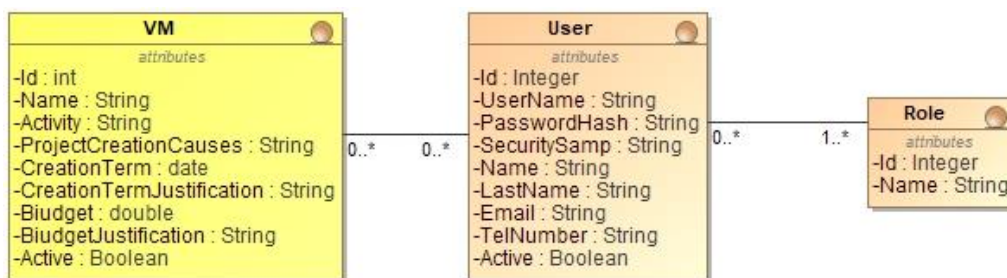 VM
attributes
-Id : int
-Name : String
-Activity : String
-ProjectCreationCauses : String
-CreationTerm : date
-CreationTermJustification : String
-Biudget : double
-BiudgetJustification : String
-Active : Boolean
0..*
0..*
User
attributes
-Id : Integer
-UserName : String
-PasswordHash : String
-SecuritySamp : String
-Name : String
-LastName : String
-Email : String
-TelNumber : String
-Active : Boolean
0..*
1..*
Role
attributes
-Id : Integer
-Name : String